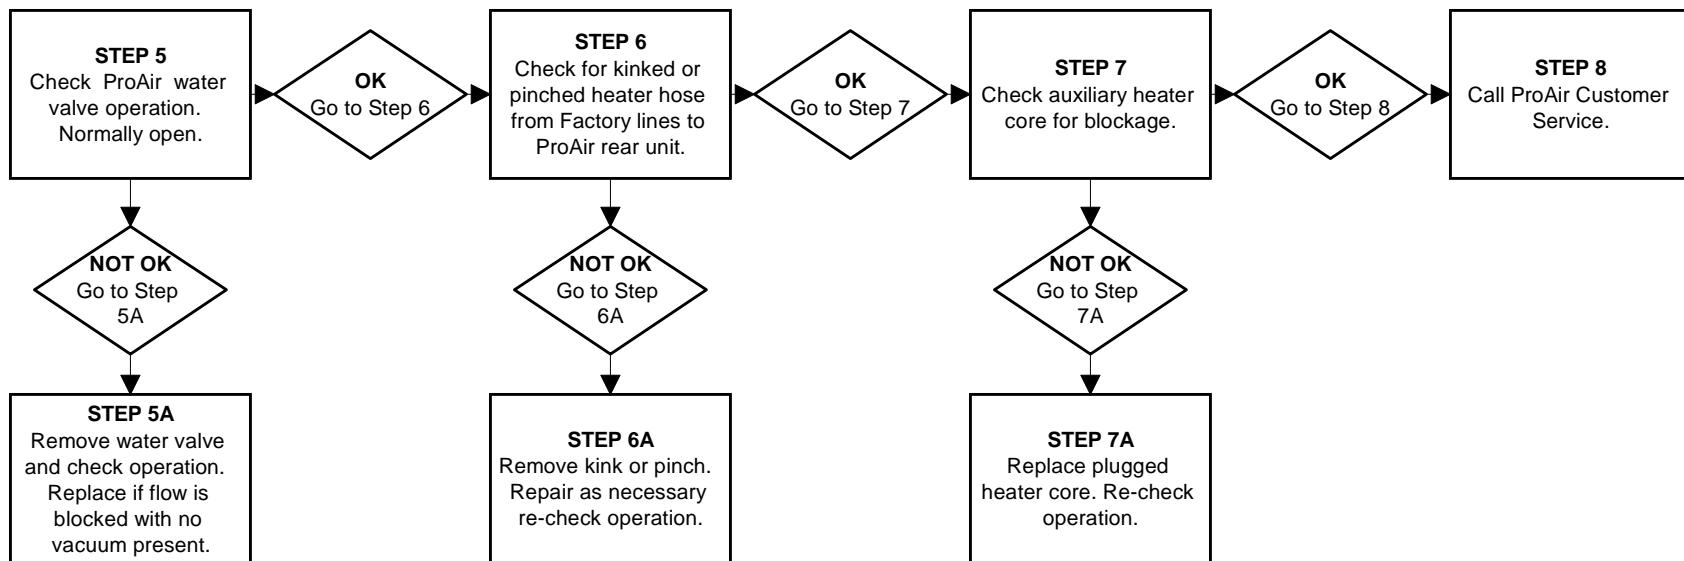 STEP 5
Check ProAir water
valve operation.
Normally open.
OK
Go to Step 6
STEP 6
Check for kinked or
pinched heater hose
from Factory lines to
ProAir rear unit.
OK
Go to Step 7
STEP 7
Check auxiliary heater
core for blockage.
OK
Go to Step 8
STEP 8
Call ProAir Customer
Service.
NOT OK
Go to Step
5A
NOT OK
Go to Step
6A
NOT OK
Go to Step
7A
STEP 5A
Remove water valve
and check operation.
Replace if flow is
blocked with no
vacuum present.
STEP 6A
Remove kink or pinch.
Repair as necessary
re-check operation.
STEP 7A
Replace plugged
heater core. Re-check
operation.